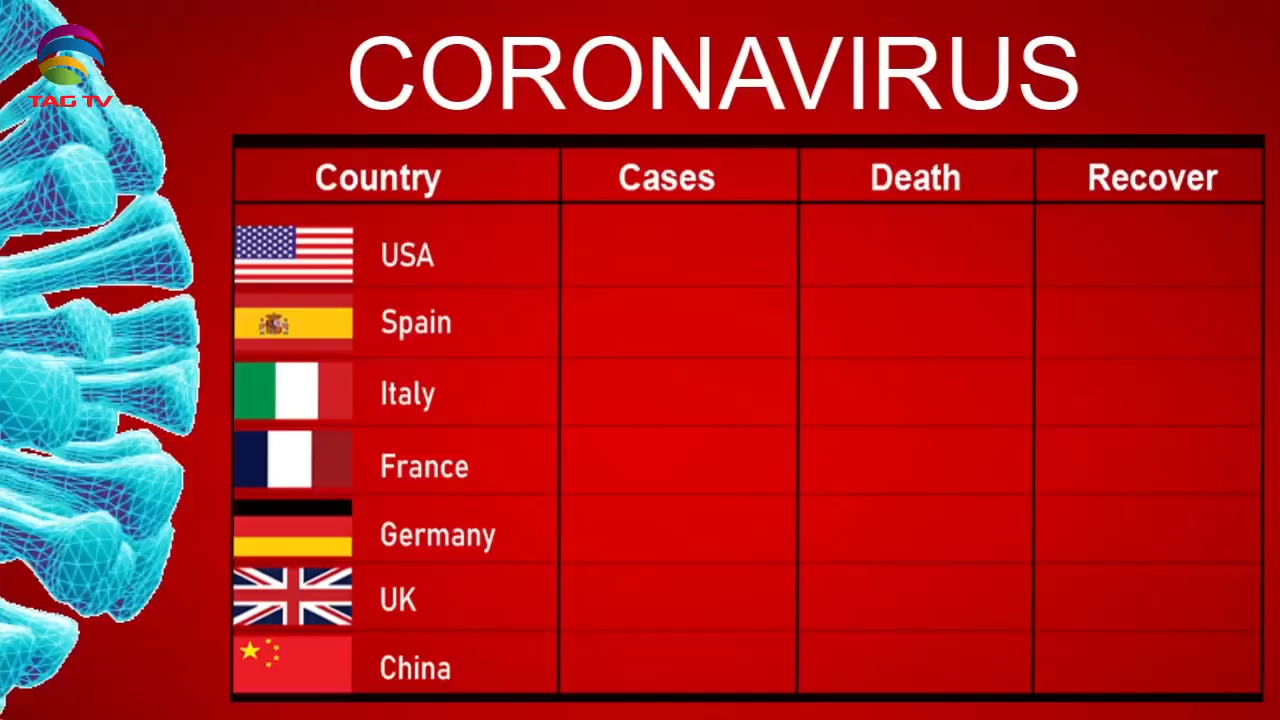 TAG TV
CORONAVIRUS
Country Cases Death Recover
USA
Spain
Italy
France
Germany
UK
China